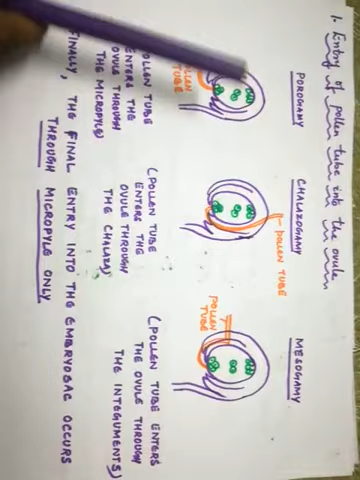 1. Entry of pollen tube into the ovule
POROGAMY
CHALAZOGAMY
MESOGAMY
POLLEN TUBE
POLLEN
TUBE
TUBE
POLLEN TUBE
ENTERS THE
OVULE THROUGH
THE MICROPYLE)
(POLLEN TUBE
ENTERS THE
OVULE THROUGH
THE CHALAZA)
(POLLEN TUBE ENTERS
THE OVULE THROUGH
THE INTEGUMENTS)
FINALLY, THE FINAL ENTRY INTO THE EMBRYOSAC OCCURS
THROUGH MICROPYLE ONLY